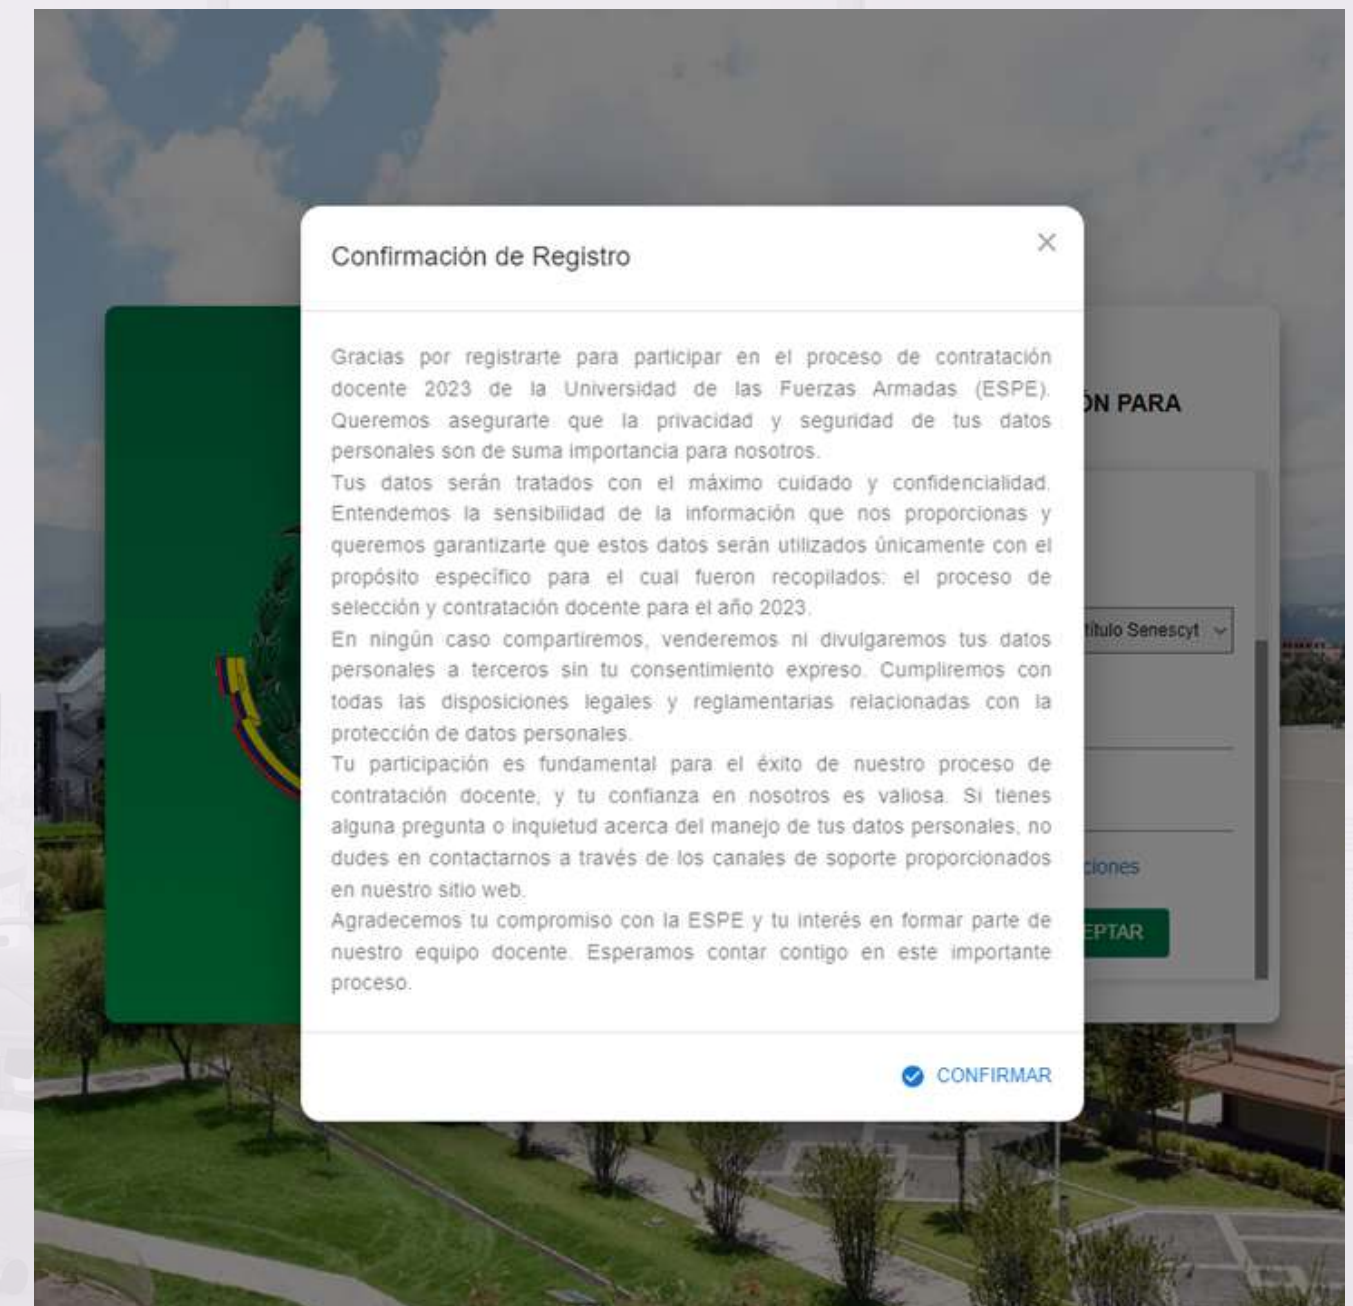 Confirmación de Registro
Gracias por registrarte para participar en el proceso de contratación
docente 2023 de la Universidad de las Fuerzas Armadas (ESPE).
Queremos asegurarte que la privacidad y seguridad de tus datos
personales son de suma importancia para nosotros.
Tus datos serán tratados con el máximo cuidado y confidencialidad.
Entendemos la sensibilidad de la información que nos proporcionas y
queremos garantizarte que estos datos serán utilizados únicamente con el
propósito específico para el cual fueron recopilados: el proceso de
selección y contratación docente para el año 2023.
En ningún caso compartiremos, venderemos ni divulgaremos tus datos
personales a terceros sin tu consentimiento expreso. Cumpliremos con
todas las disposiciones legales y reglamentarias relacionadas con la
protección de datos personales.
Tu participación es fundamental para el éxito de nuestro proceso de
contratación docente, y tu confianza en nosotros es valiosa. Si tienes
alguna pregunta o inquietud acerca del manejo de tus datos personales, no
dudes en contactarnos a través de los canales de soporte proporcionados
en nuestro sitio web.
Agradecemos tu compromiso con la ESPE y tu interés en formar parte de
nuestro equipo docente. Esperamos contar contigo en este importante
proceso.
CONFIRMAR
ÓN PARA
título Senescyt
ciones
EPTAR